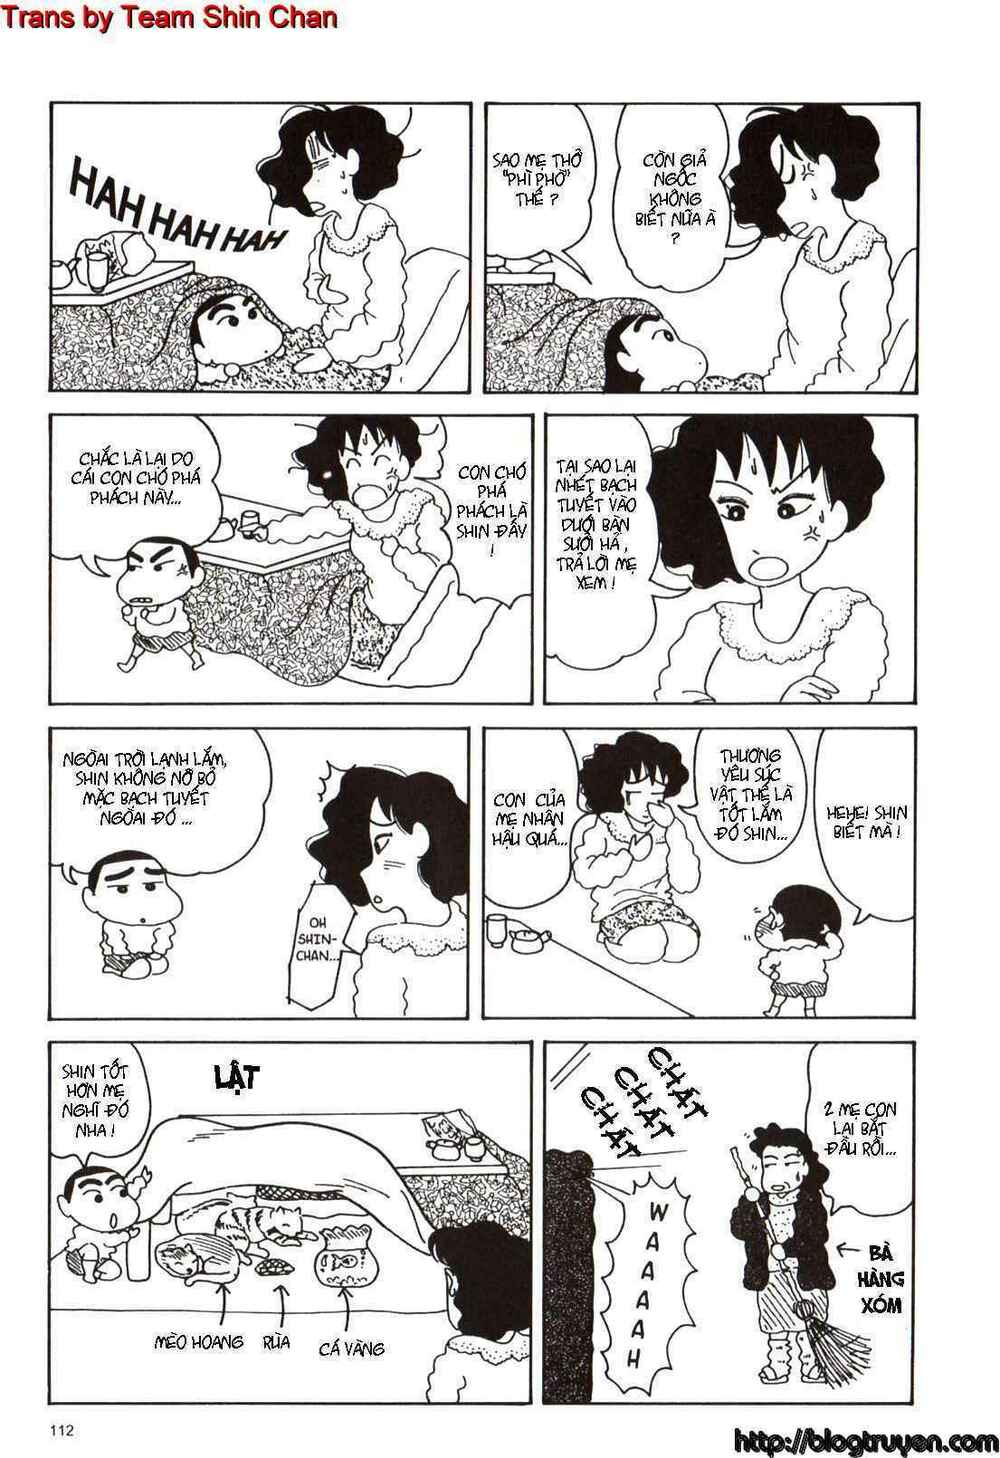 Trans by Team Shin Chan
HAH HAH HAH HAH
SAO MẸ THỞ
"PHÌ PHÒ"
THẾ ?
CÒN GIẢ
NGỐC
KHÔNG
BIẾT NỮA À
?
CHẮC LÀ LẠI DO
CÁI CON CHÓ PHÁ
PHÁCH NÀY...
CON CHÓ
PHÁ
PHÁCH LÀ
SHIN ĐẤY
!
TẠI SAO LẠI
NHÉT BẠCH
TUYẾT VÀO
DƯỚI BÀN
SƯỞI HẢ ,
TRẢ LỜI MẸ
XEM !
NGOÀI TRỜI LẠNH LẮM,
SHIN KHÔNG NỠ BỎ
MẶC BẠCH TUYẾT
NGOÀI ĐÓ ...
OH
SHIN-
CHAN...
CON CỦA
MẸ NHÂN
HẬU QUÁ...
THƯƠNG
YÊU SÚC
VẬT THẾ LÀ
TỐT LẮM
ĐÓ SHIN...
HEHE! SHIN
BIẾT MÀ !
SHIN TỐT
HƠN MẸ
NGHĨ ĐÓ
NHA !
LẬT
MÈO HOANG
RÙA
CÁ VÀNG
CHÁT
CHÁT
CHÁT
WAAAAH
2 MẸ CON
LẠI BẮT
ĐẦU RỒI...
BÀ
HÀNG
XÓM
112
http://blogtruyen.com